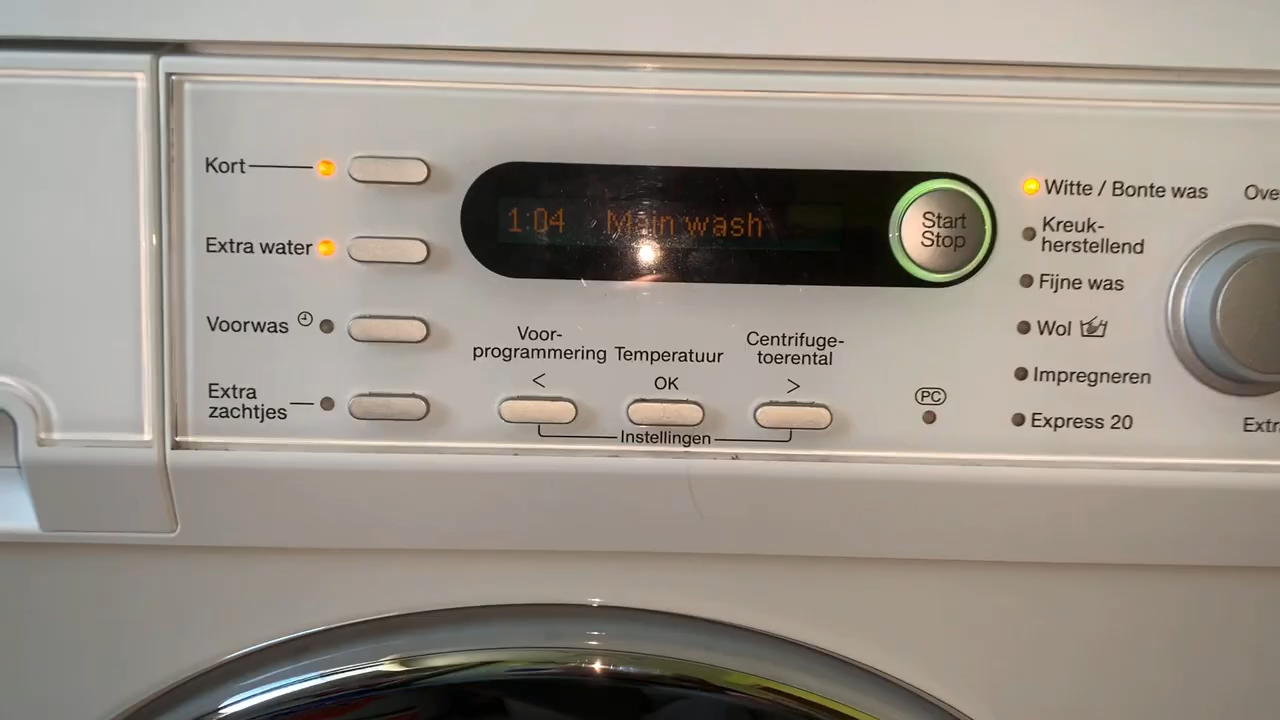 Kort
Extra water
Voorwas
Extra
zachtjes
1:04 Main wash
Start
Stop
Voor-
programmering
<
Temperatuur
OK
Centrifuge-
toerental
>
Instellingen
PC
Witte / Bonte was
Kreuk-
herstellend
Fijne was
Wol
Impregneren
Express 20